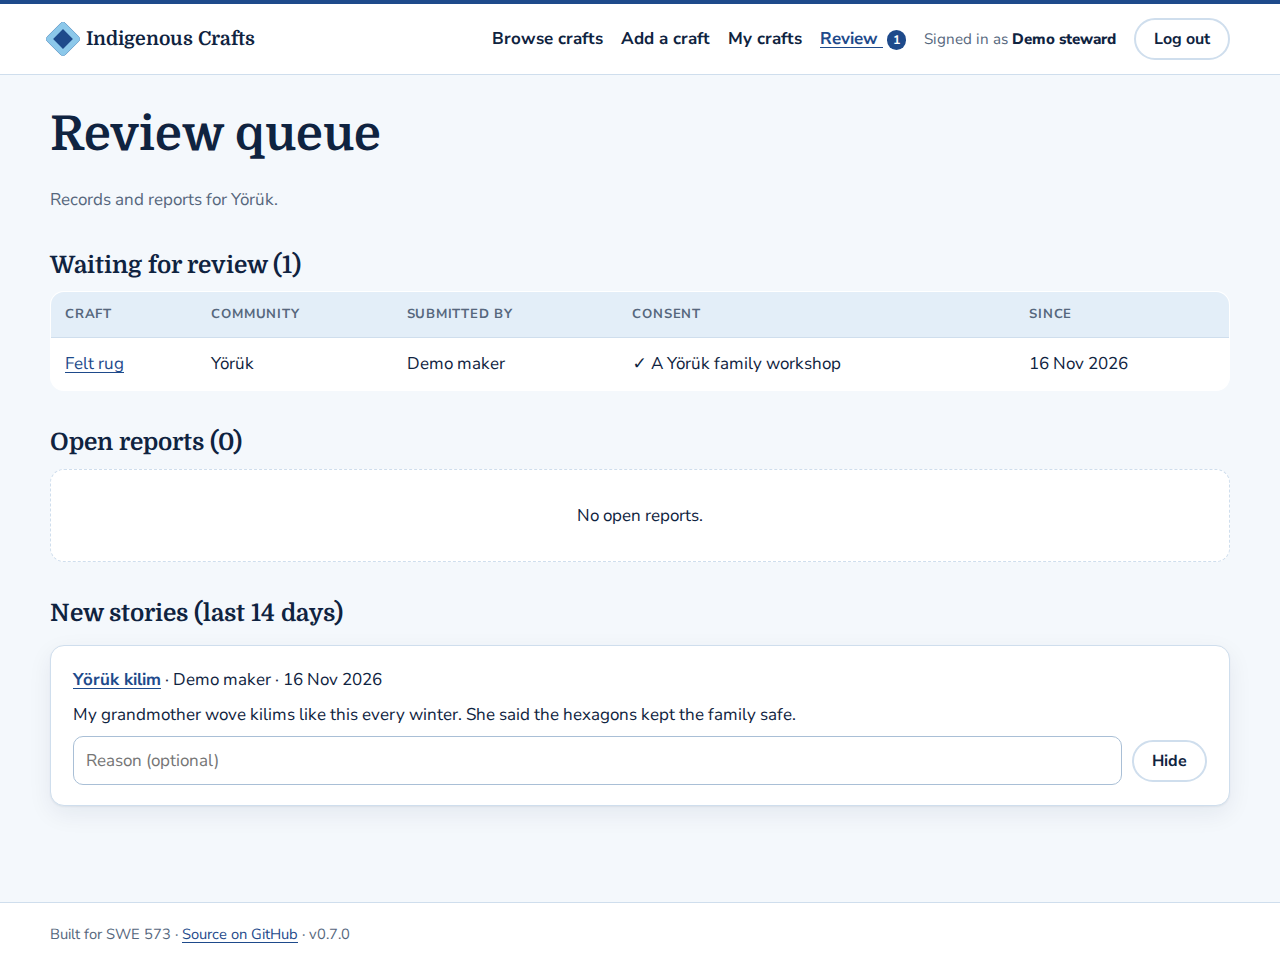 Indigenous Crafts
Browse crafts Add a craft My crafts Review 1 Signed in as Demo steward Log out
Review queue
Records and reports for Yörük.
Waiting for review (1)
CRAFT COMMUNITY SUBMITTED BY CONSENT SINCE
Felt rug Yörük Demo maker ✓ A Yörük family workshop 16 Nov 2026
Open reports (0)
No open reports.
New stories (last 14 days)
Yörük kilim · Demo maker · 16 Nov 2026
My grandmother wove kilims like this every winter. She said the hexagons kept the family safe.
Reason (optional) Hide
Built for SWE 573 · Source on GitHub · v0.7.0